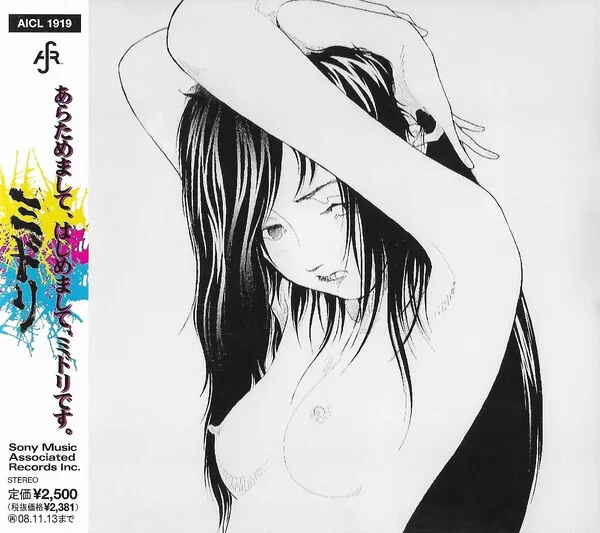 AICL 1919
ASR
あらためまして、はじめまして、ミドリです。
ミドリ
Sony Music
Associated
Records Inc.
STEREO
定価¥2,500
(税抜価格¥2,381)
08.11.13まで